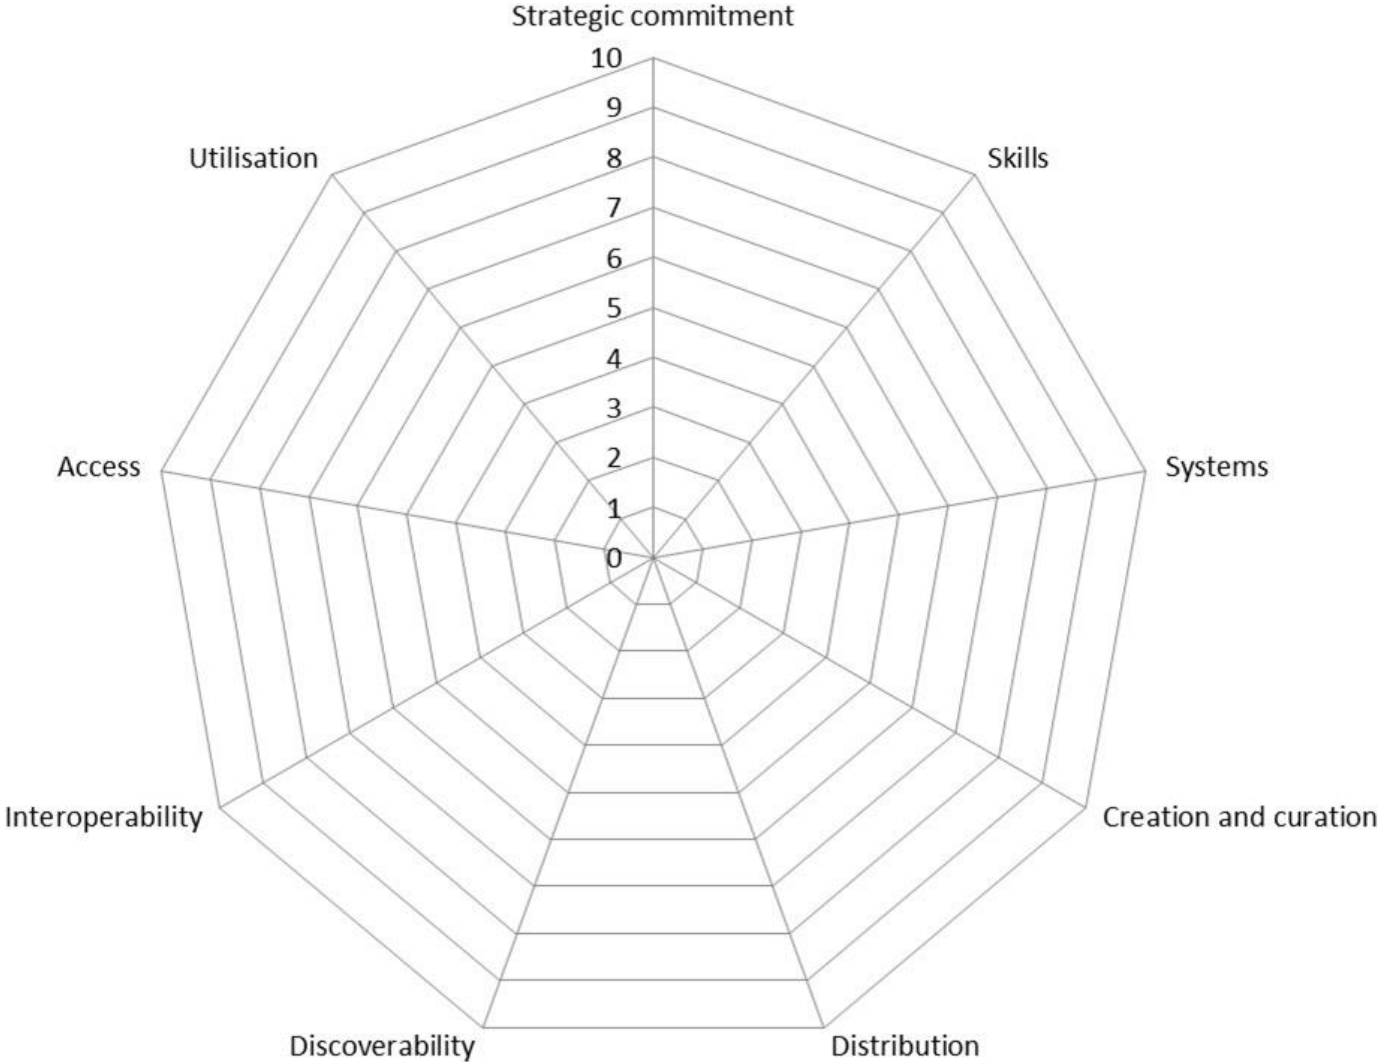 Strategic commitment
10
9
Utilisation
8
Skills
7
6
5
4
3
Access
Systems
2
1
0
Interoperability
Creation and curation
Discoverability
Distribution